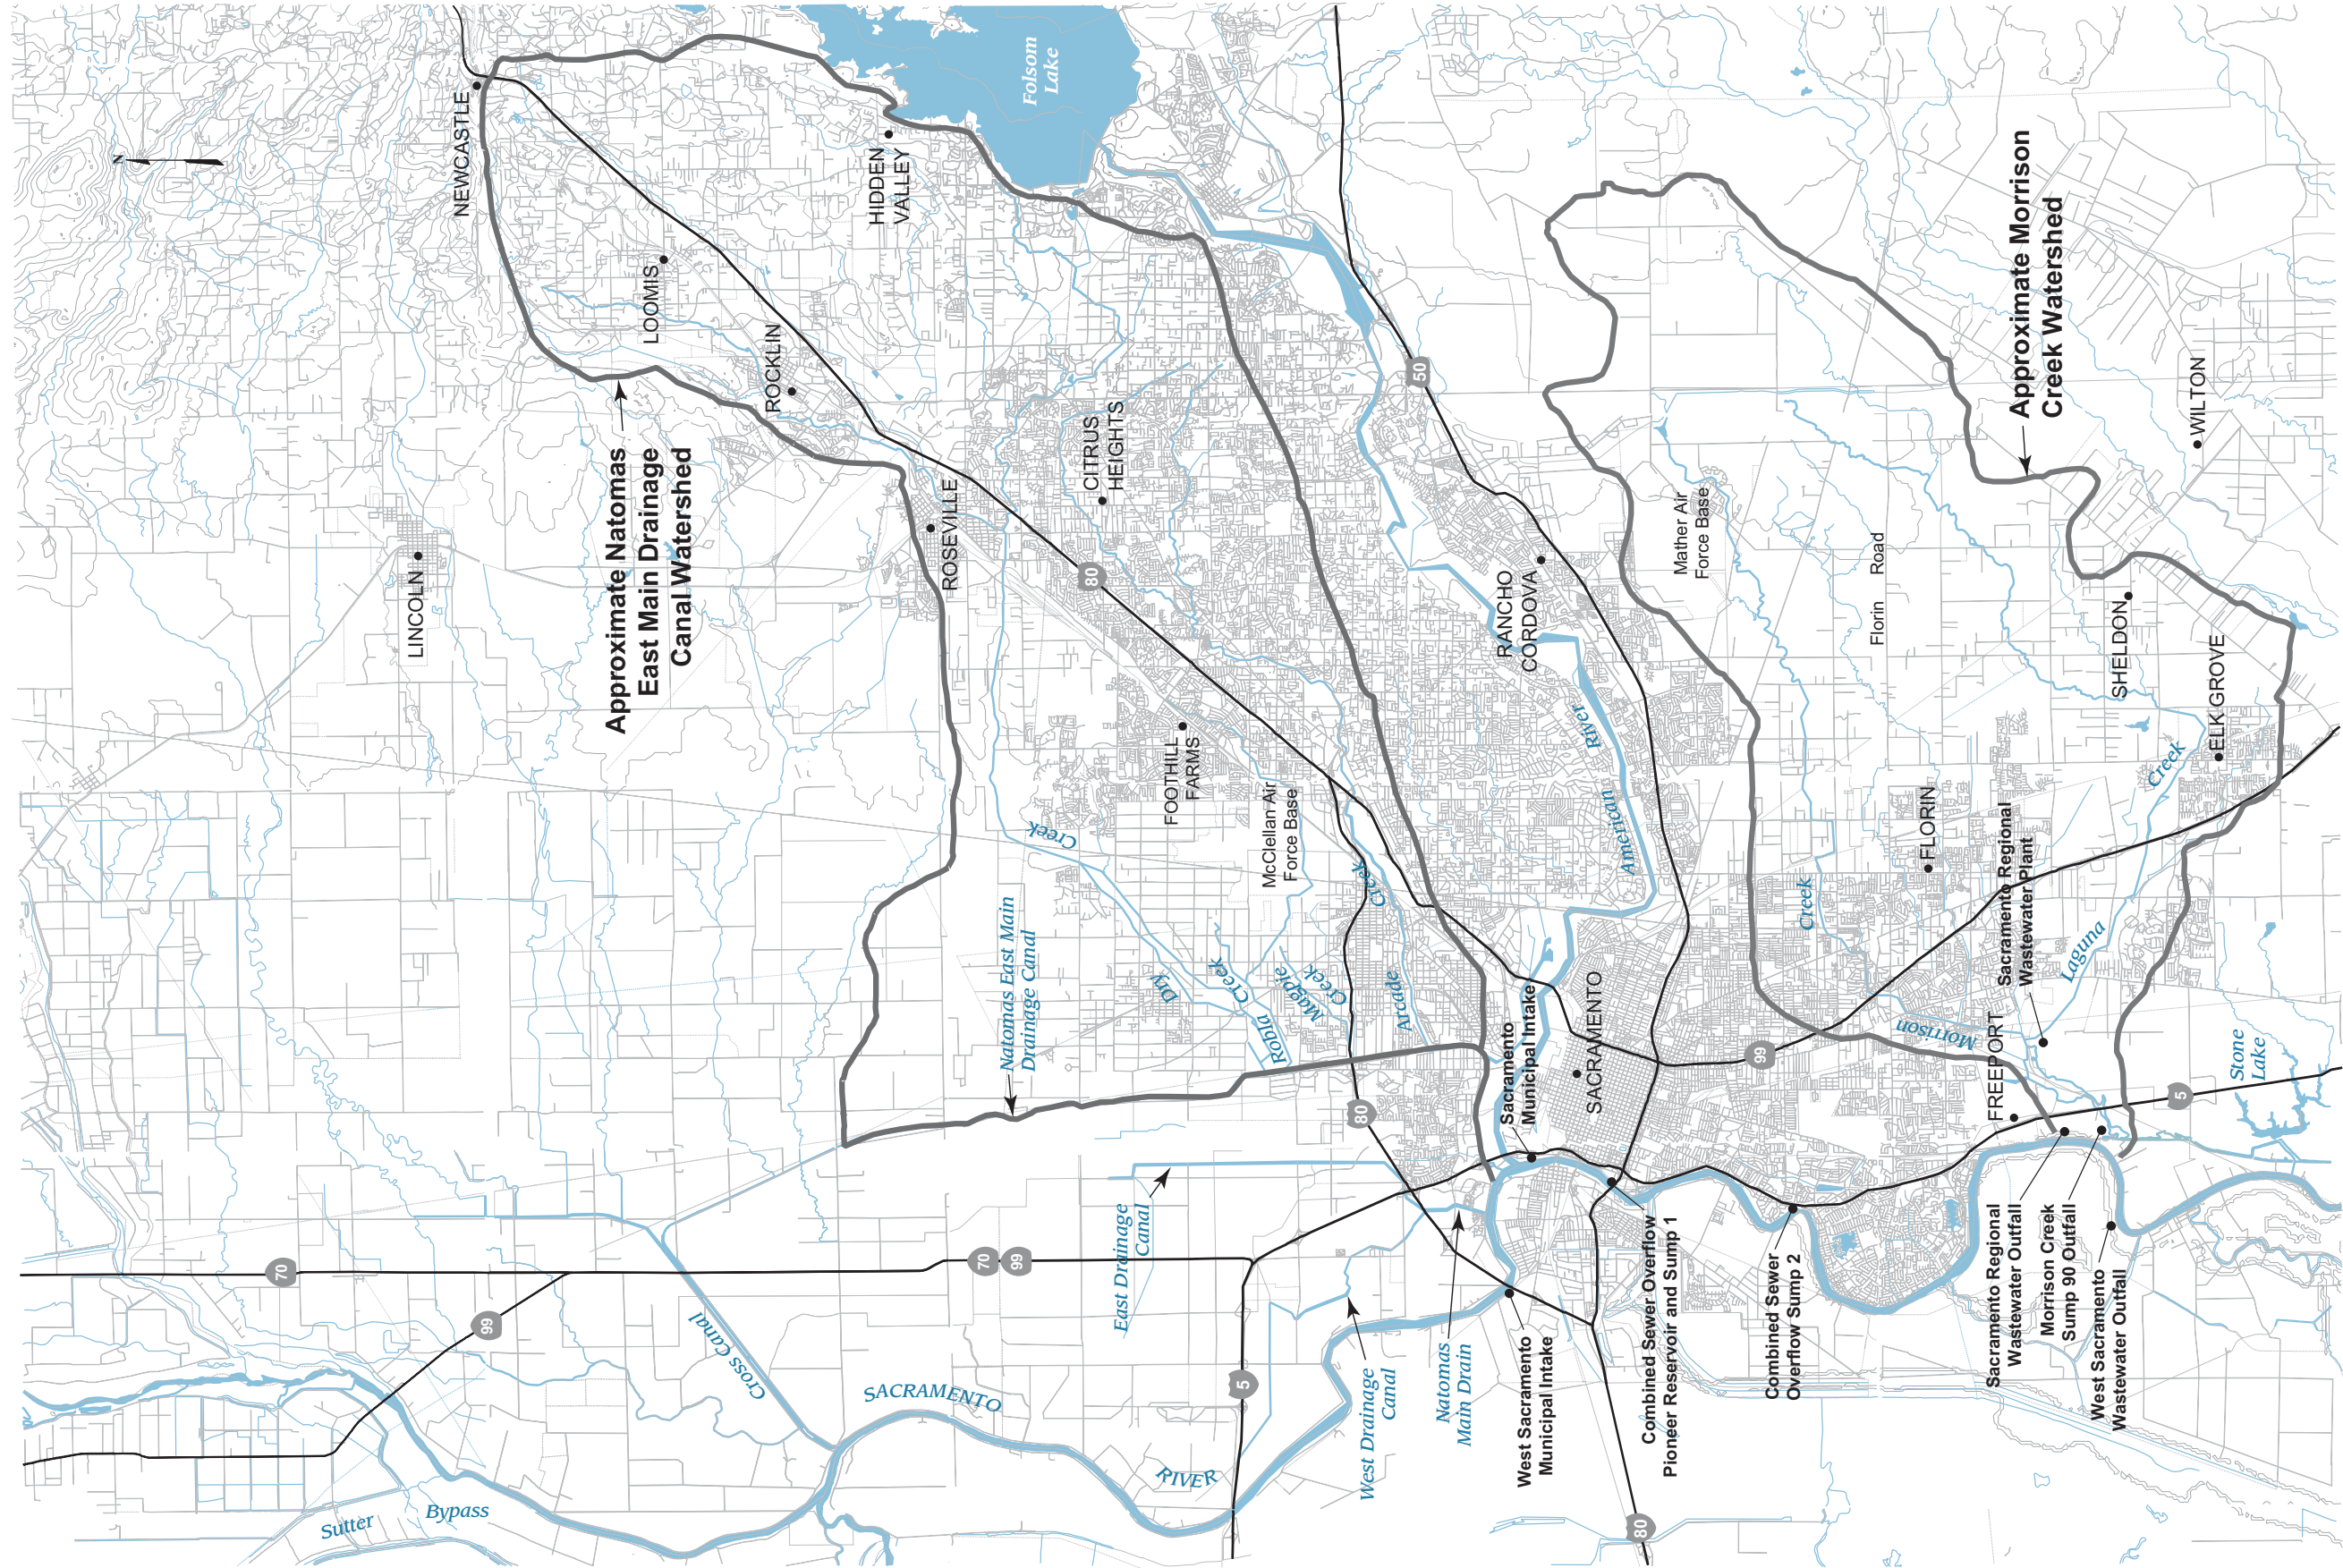 NEWCASTLE
N
Folsom
Lake
HIDDEN
VALLEY
LOOMIS
ROCKLIN
LINCOLN
Approximate Natomas
East Main Drainage
Canal Watershed
ROSEVILLE
CITRUS
HEIGHTS
80
50
Approximate Morrison
Creek Watershed
WILTON
Mather Air
Force Base
Florin Road
RANCHO
CORDOVA
SHELDON
ELK GROVE
FOOTHILL
FARMS
McClellan Air
Force Base
American River
FLORIN
Sacramento Regional
Wastewater Plant
Laguna Creek
Morrison Creek
Natomas East Main
Drainage Canal
Dry Creek
Robla Creek
Magpie
Creek
Arcade Creek
Sacramento
Municipal Intake
SACRAMENTO
99
FREEPORT
Stone
Lake
5
80
East Drainage
Canal
70
70
99
99
Cross Canal
SACRAMENTO
RIVER
5
West Drainage
Canal
Natomas
Main Drain
West Sacramento
Municipal Intake
Combined Sewer Overflow
Pioneer Reservoir and Sump 1
Combined Sewer
Overflow Sump 2
Sacramento Regional
Wastewater Outfall
Morrison Creek
Sump 90 Outfall
West Sacramento
Wastewater Outfall
Sutter Bypass
80